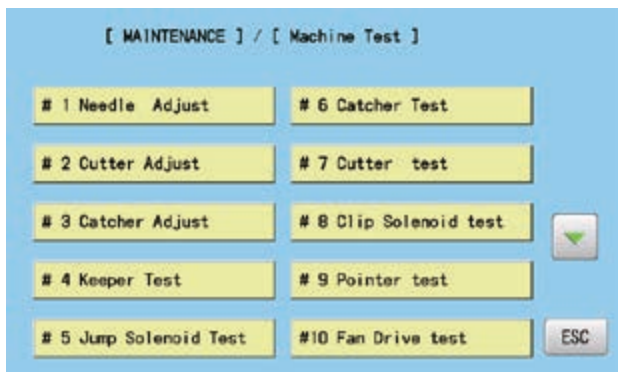 [ MAINTENANCE ] / [ Machine Test ]
# 1 Needle Adjust
# 2 Cutter Adjust
# 3 Catcher Adjust
# 4 Keeper Test
# 5 Jump Solenoid Test
# 6 Catcher Test
# 7 Cutter test
# 8 Clip Solenoid test
# 9 Pointer test
#10 Fan Drive test
ESC